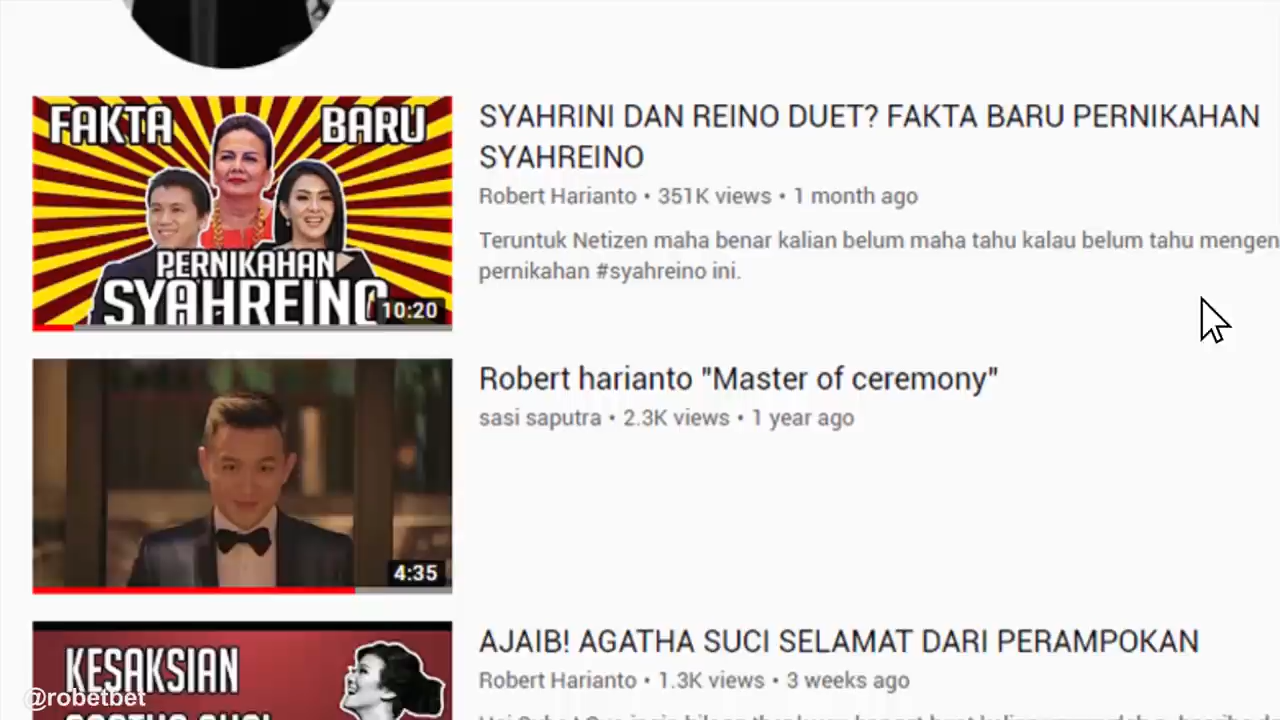 FAKTA BARU
PERNIKAHAN
SYAHREINO
10:20
SYAHRINI DAN REINO DUET? FAKTA BARU PERNIKAHAN
SYAHREINO
Robert Harianto • 351K views • 1 month ago
Teruntuk Netizen maha benar kalian belum maha tahu kalau belum tahu mengen
pernikahan #syahreino ini.
4:35
Robert harianto "Master of ceremony"
sasi saputra • 2.3K views • 1 year ago
KESAKSIAN
AJAIB! AGATHA SUCI SELAMAT DARI PERAMPOKAN
Robert Harianto • 1.3K views • 3 weeks ago
@robetbet